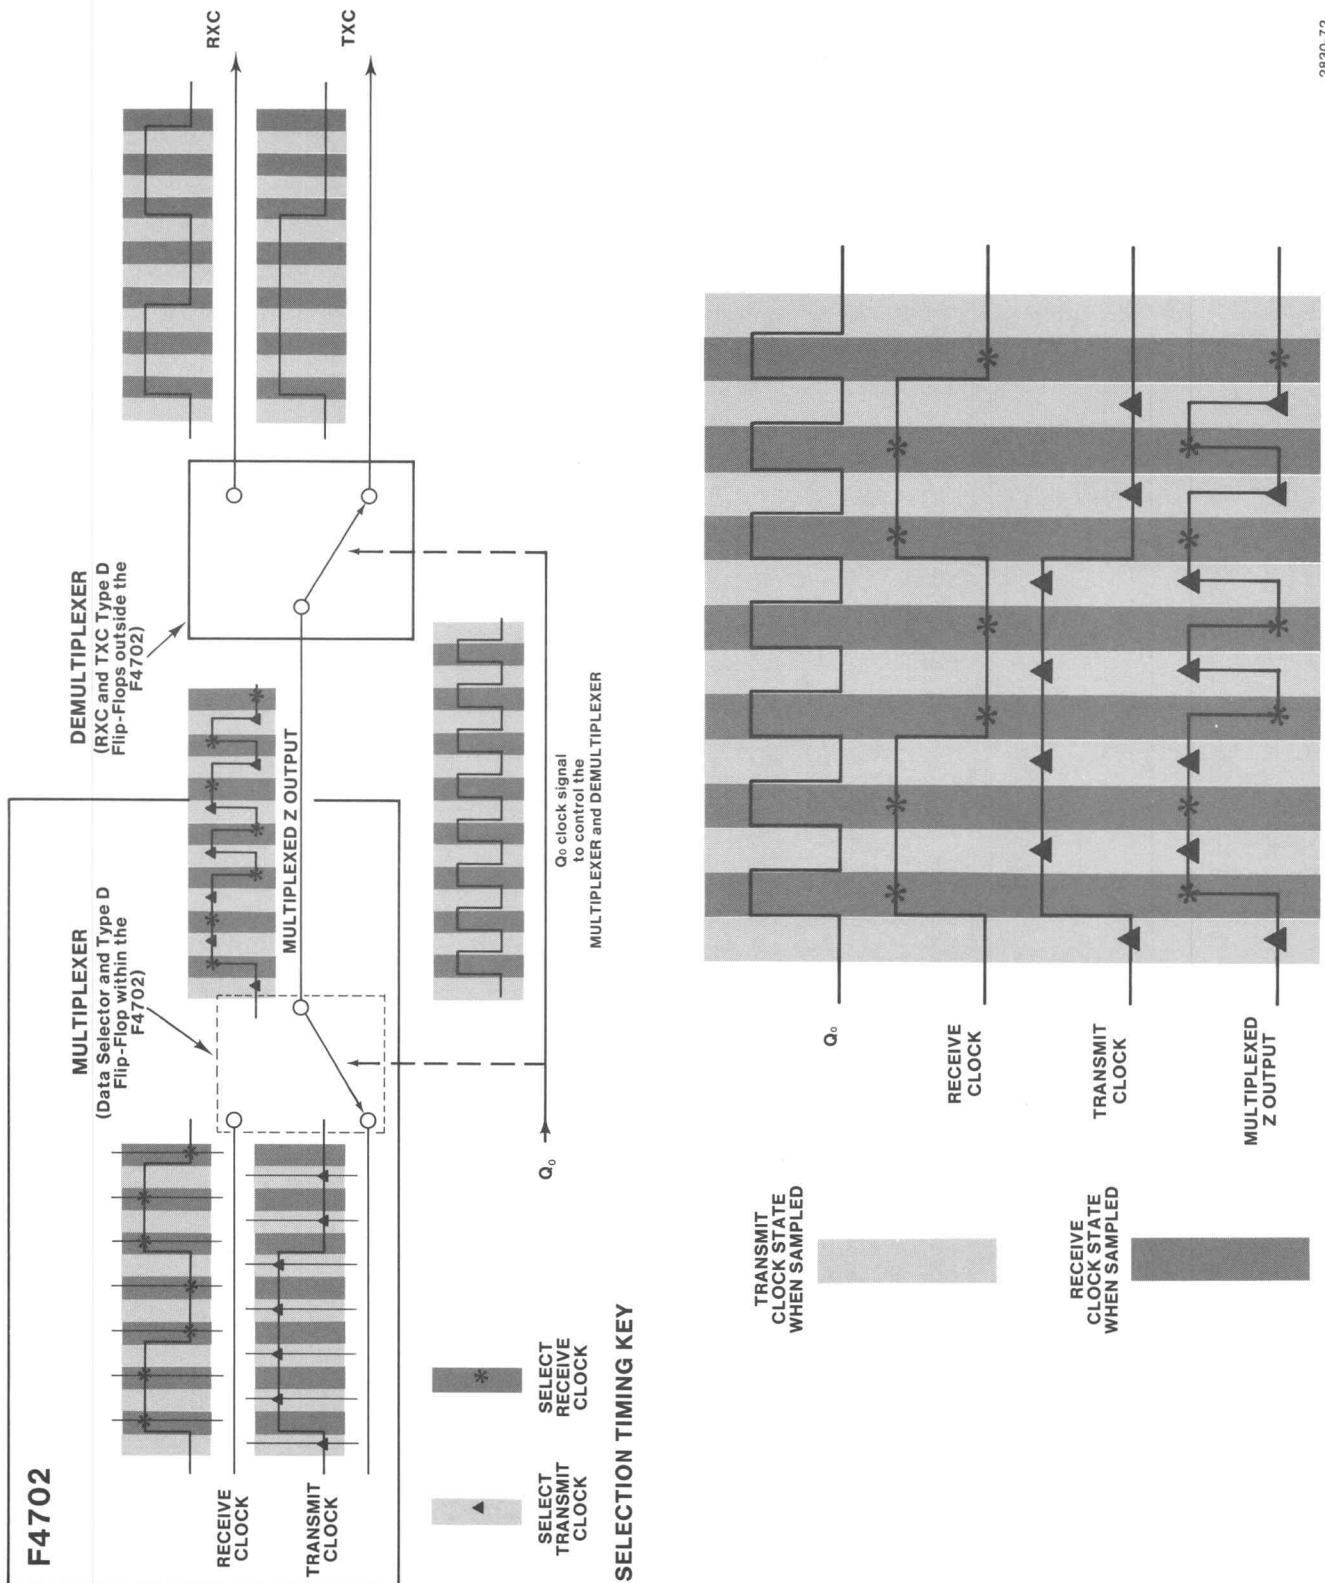 F4702
MULTIPLEXER
(Data Selector and Type D
Flip-Flop within the
F4702)
DEMULTIPLEXER
(RXC and TXC Type D
Flip-Flops outside the
F4702)
RXC
TXC
RECEIVE
CLOCK
TRANSMIT
CLOCK
MULTIPLEXED Z OUTPUT
Q₀
Q₀ clock signal
to control the
MULTIPLEXER and DEMULTIPLEXER
SELECT
TRANSMIT
CLOCK
SELECT
RECEIVE
CLOCK
SELECTION TIMING KEY
TRANSMIT
CLOCK STATE
WHEN SAMPLED
RECEIVE
CLOCK STATE
WHEN SAMPLED
Q₀
RECEIVE
CLOCK
TRANSMIT
CLOCK
MULTIPLEXED
Z OUTPUT